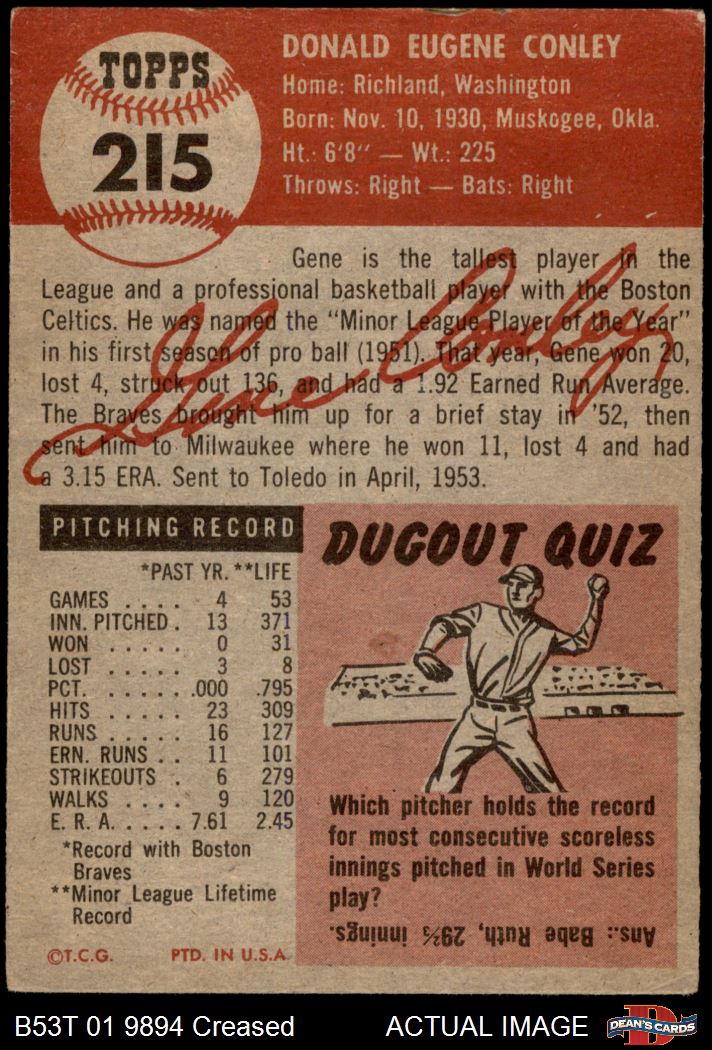 TOPPS
215
DONALD EUGENE CONLEY
Home: Richland, Washington
Born: Nov. 10, 1930, Muskogee, Okla.
Ht.: 6'8" — Wt.: 225
Throws: Right — Bats: Right
Gene is the tallest player in the
League and a professional basketball player with the Boston
Celtics. He was named the "Minor League Player of the Year"
in his first season of pro ball (1951). That year, Gene won 20,
lost 4, struck out 136, and had a 1.92 Earned Run Average.
The Braves brought him up for a brief stay in '52, then
sent him to Milwaukee where he won 11, lost 4 and had
a 3.15 ERA. Sent to Toledo in April, 1953.
Gene Conley
PITCHING RECORD
*PAST YR. **LIFE
GAMES . . . . 4 53
INN. PITCHED . 13 371
WON . . . . . 0 31
LOST . . . . . 3 8
PCT. . . . . . .000 .795
HITS . . . . . 23 309
RUNS . . . . . 16 127
ERN. RUNS . . 11 101
STRIKEOUTS . 6 279
WALKS . . . . 9 120
E. R. A. . . . . 7.61 2.45
*Record with Boston
Braves
**Minor League Lifetime
Record
©T.C.G. PTD. IN U.S.A.
DUGOUT QUIZ
Which pitcher holds the record
for most consecutive scoreless
innings pitched in World Series
play?
Ans.: Babe Ruth, 29⅔ innings.
B53T 01 9894 Creased ACTUAL IMAGE
D
DEAN'S CARDS